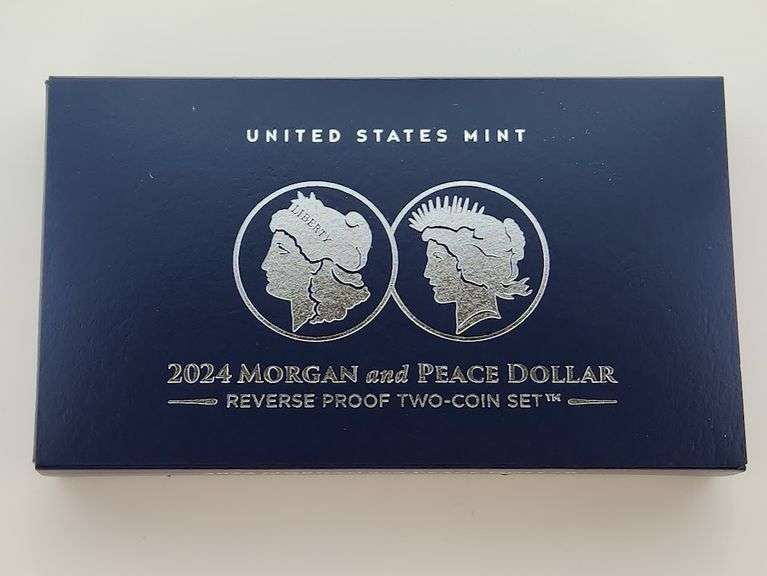 UNITED STATES MINT
LIBERTY
2024 MORGAN and PEACE DOLLAR
REVERSE PROOF TWO-COIN SET™